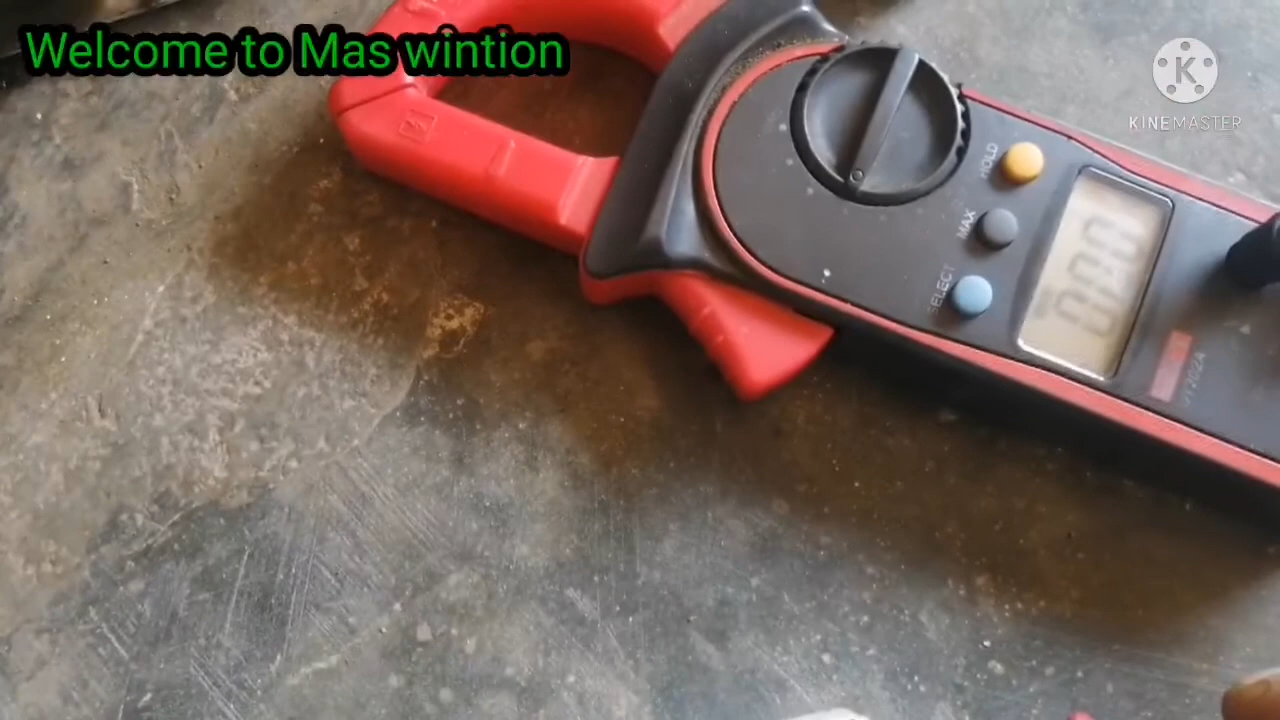 Welcome to Mas wintion
KINEMASTER
HOLD
MAX
SELECT